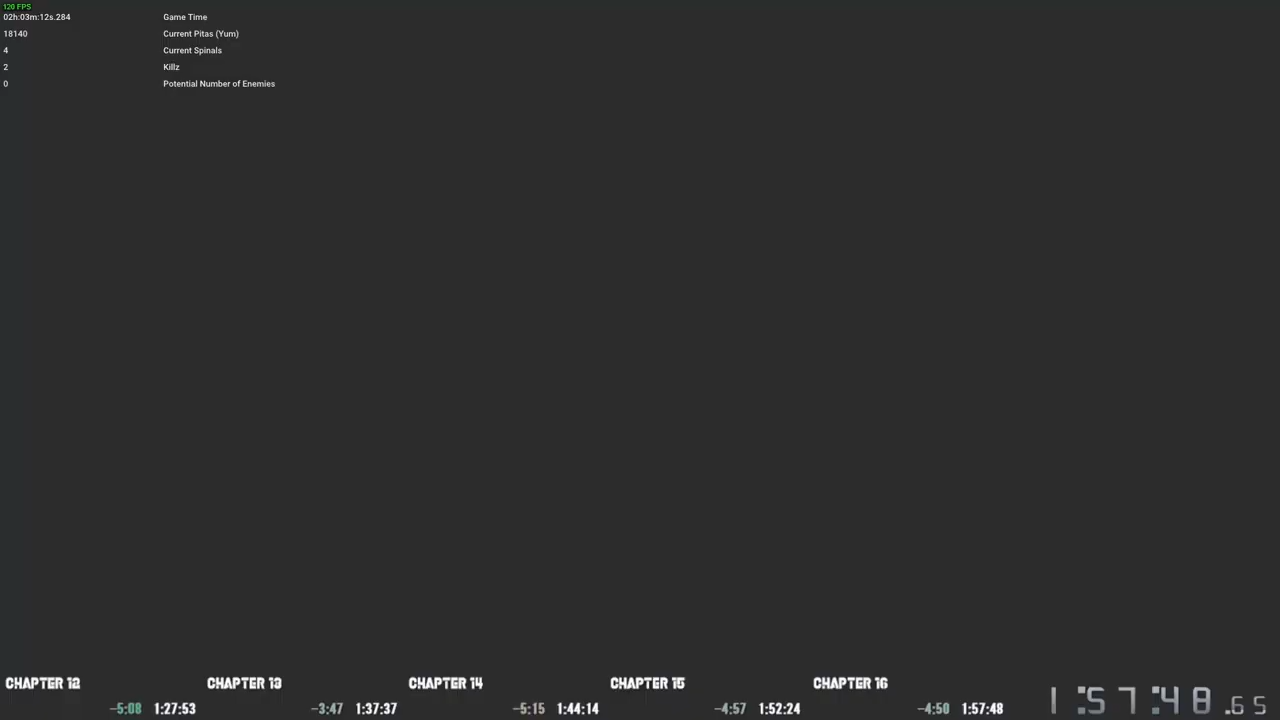 120 FPS
02h:03m:12s.284 Game Time
18140 Current Pitas (Yum)
4 Current Spinals
2 Killz
0 Potential Number of Enemies
CHAPTER 12 CHAPTER 13 CHAPTER 14 CHAPTER 15 CHAPTER 16
−5:08 1:27:53 −3:47 1:37:37 −5:15 1:44:14 −4:57 1:52:24 −4:50 1:57:48
1:57:48.65